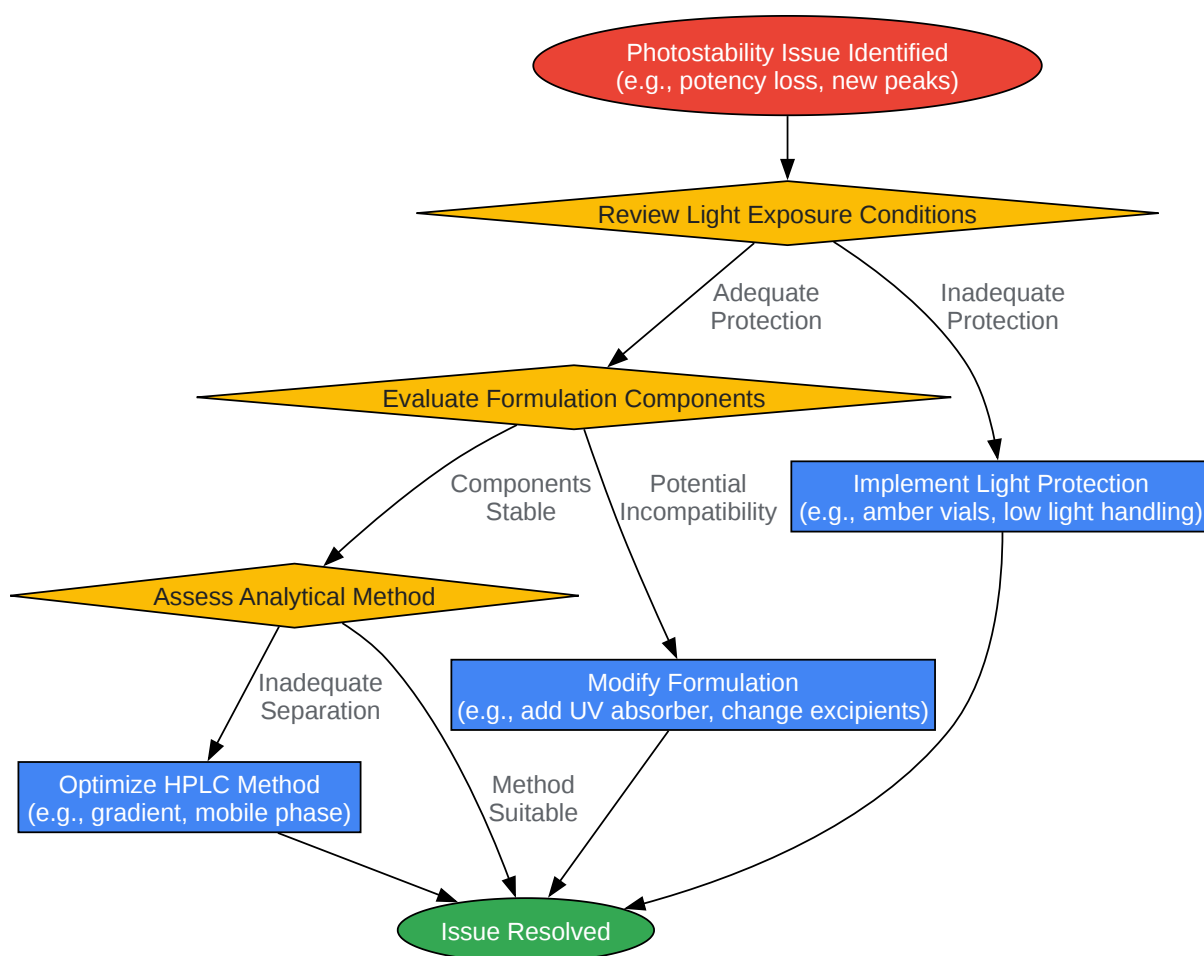 Photostability Issue Identified
(e.g., potency loss, new peaks)
Review Light Exposure Conditions
Adequate
Protection
Inadequate
Protection
Evaluate Formulation Components
Components
Stable
Potential
Incompatibility
Implement Light Protection
(e.g., amber vials, low light handling)
Assess Analytical Method
Inadequate
Separation
Modify Formulation
(e.g., add UV absorber, change excipients)
Optimize HPLC Method
(e.g., gradient, mobile phase)
Method
Suitable
Issue Resolved